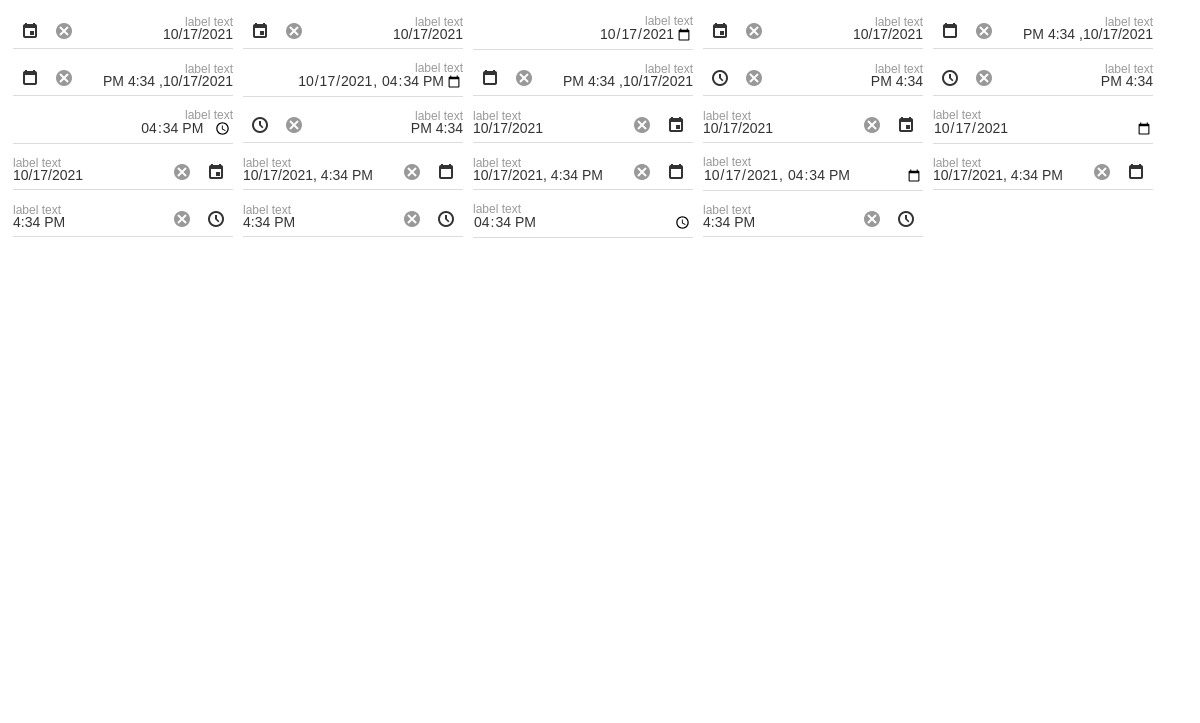 label text
10/17/2021
label text
10/17/2021
label text
10/17/2021
label text
10/17/2021
label text
PM 4:34 ,10/17/2021
label text
PM 4:34 ,10/17/2021
label text
10/17/2021, 04:34 PM
label text
PM 4:34 ,10/17/2021
label text
PM 4:34
label text
PM 4:34
label text
04:34 PM
label text
PM 4:34
label text
10/17/2021
label text
10/17/2021
label text
10/17/2021
label text
10/17/2021
label text
10/17/2021, 4:34 PM
label text
10/17/2021, 4:34 PM
label text
10/17/2021, 04:34 PM
label text
10/17/2021, 4:34 PM
label text
4:34 PM
label text
4:34 PM
label text
04:34 PM
label text
4:34 PM